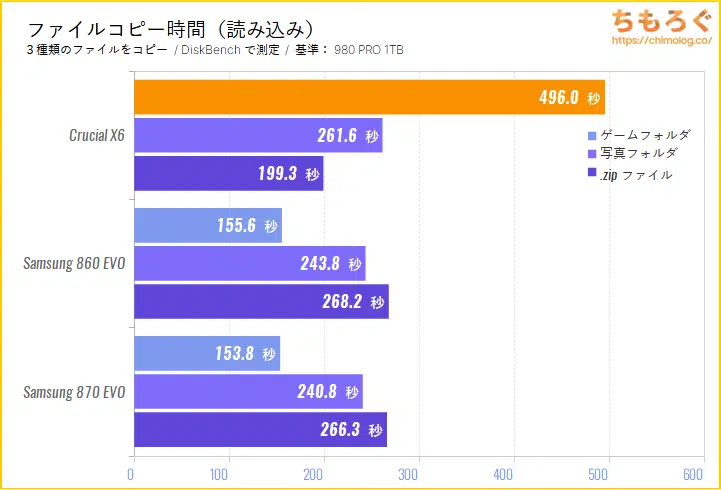 ファイルコピー時間（読み込み）
3種類のファイルをコピー / DiskBench で測定 / 基準： 980 PRO 1TB
ちもろぐ
https://chimolog.co/
496.0 秒
Crucial X6
261.6 秒
199.3 秒
ゲームフォルダ
写真フォルダ
.zip ファイル
155.6 秒
Samsung 860 EVO
243.8 秒
268.2 秒
153.8 秒
Samsung 870 EVO
240.8 秒
266.3 秒
0 100 200 300 400 500 600